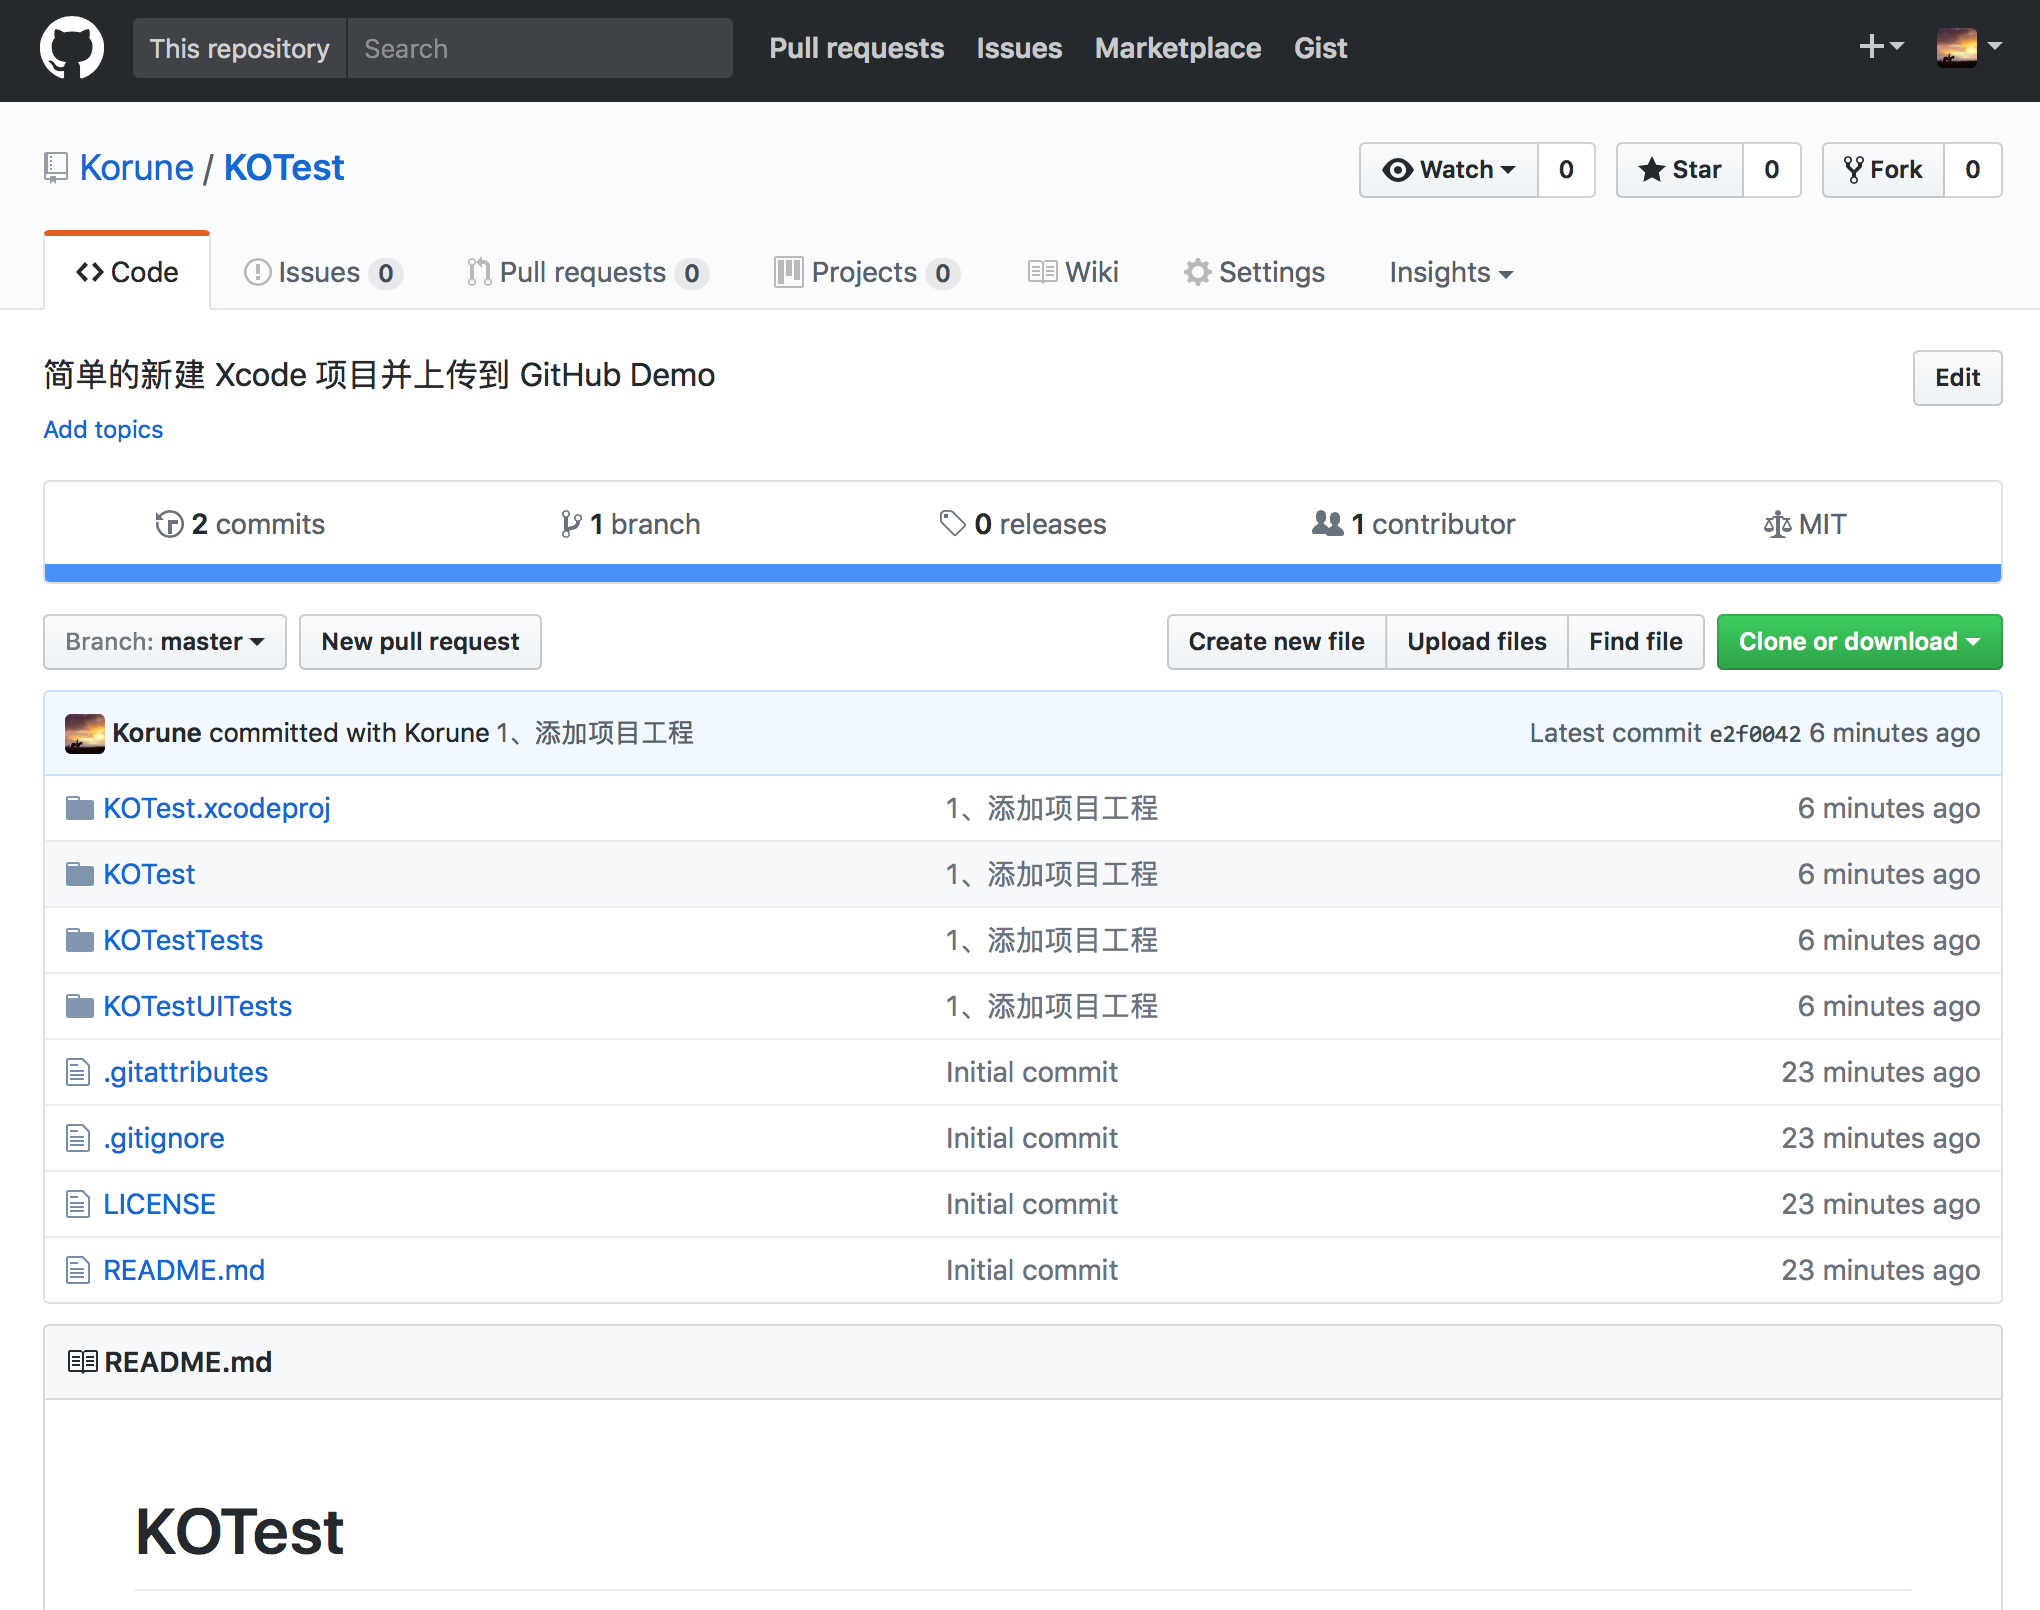 This repository Search Pull requests Issues Marketplace Gist
Korune / KOTest Watch 0 Star 0 Fork 0
Code Issues 0 Pull requests 0 Projects 0 Wiki Settings Insights
简单的新建 Xcode 项目并上传到 GitHub Demo Edit
Add topics
2 commits 1 branch 0 releases 1 contributor MIT
Branch: master New pull request Create new file Upload files Find file Clone or download
Korune committed with Korune 1、添加项目工程 Latest commit e2f0042 6 minutes ago
KOTest.xcodeproj 1、添加项目工程 6 minutes ago
KOTest 1、添加项目工程 6 minutes ago
KOTestTests 1、添加项目工程 6 minutes ago
KOTestUITests 1、添加项目工程 6 minutes ago
.gitattributes Initial commit 23 minutes ago
.gitignore Initial commit 23 minutes ago
LICENSE Initial commit 23 minutes ago
README.md Initial commit 23 minutes ago
README.md
KOTest